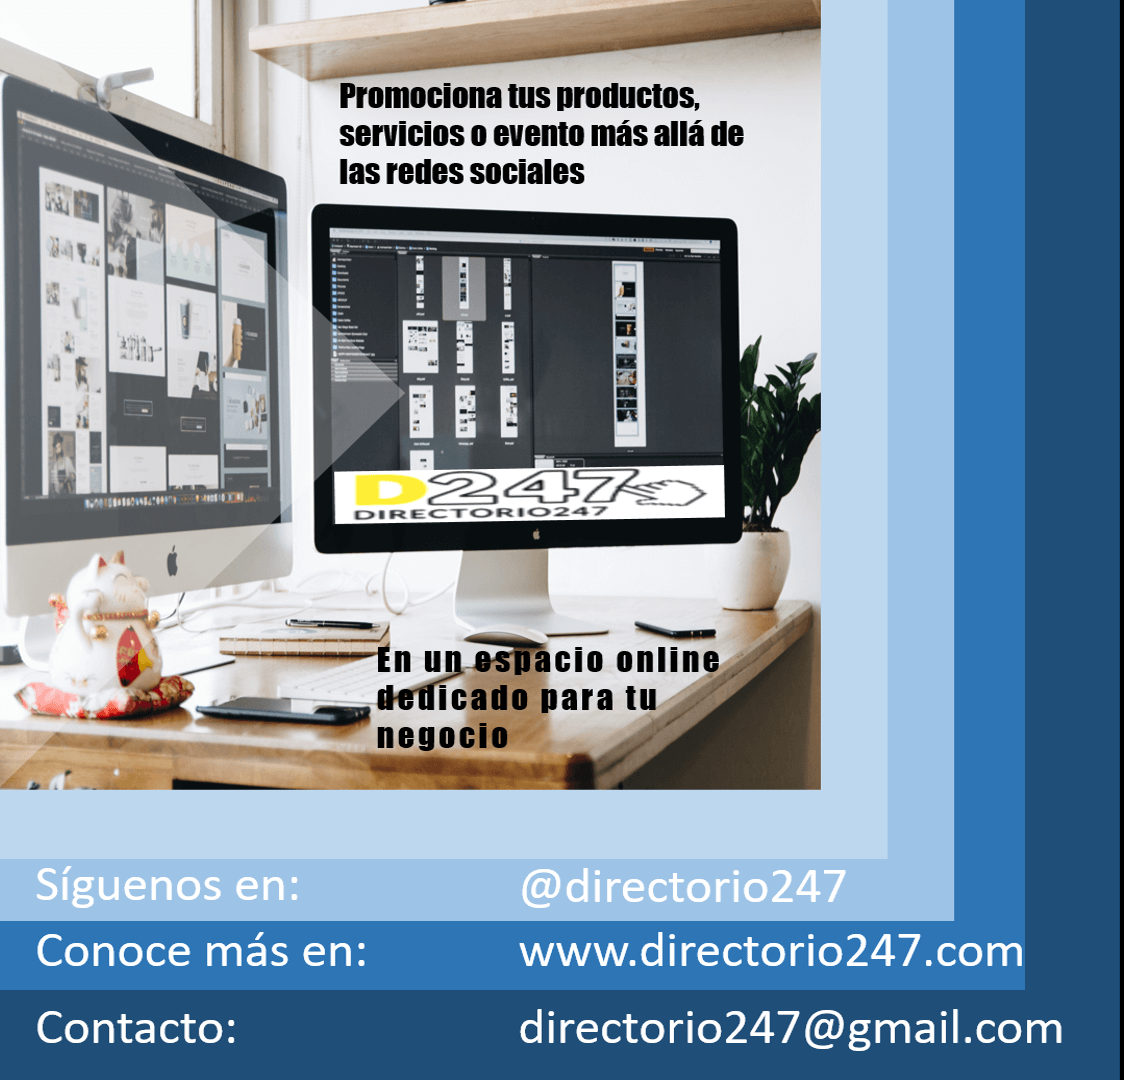 Promociona tus productos,
servicios o evento más allá de
las redes sociales
D247
DIRECTORIO247
En un espacio online
dedicado para tu
negocio
Síguenos en: @directorio247
Conoce más en: www.directorio247.com
Contacto: directorio247@gmail.com